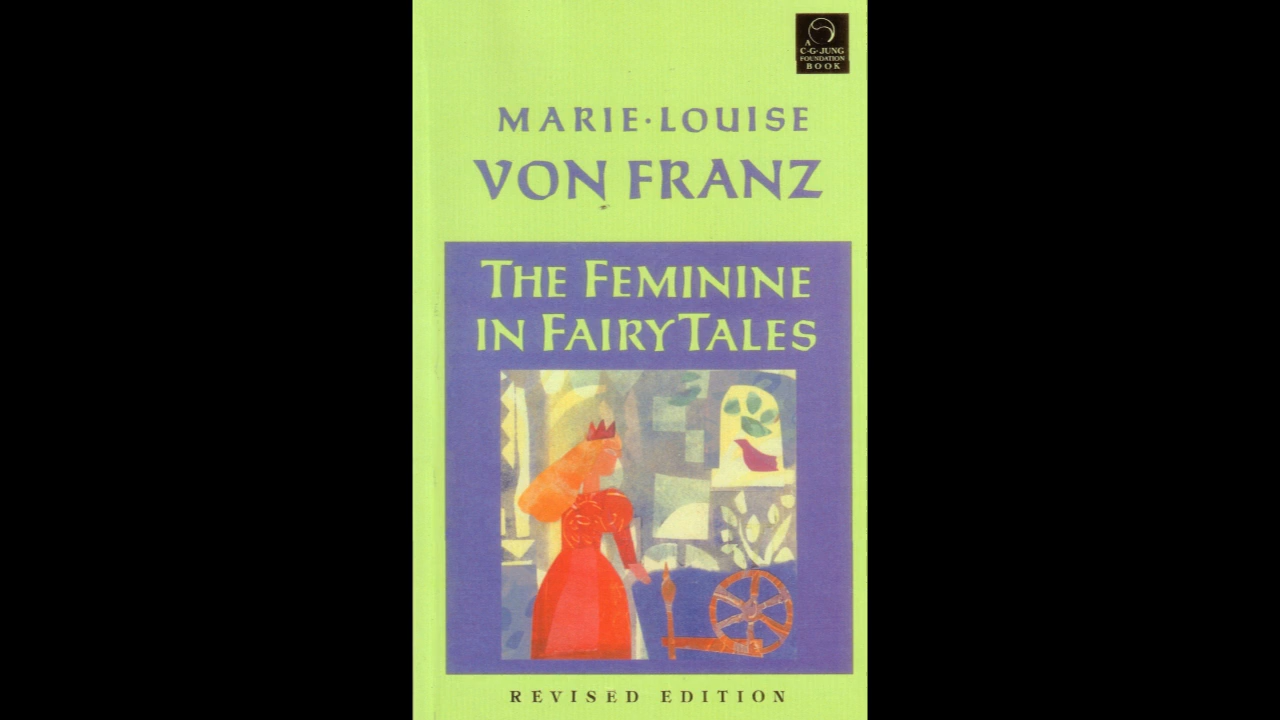 A
C·G·JUNG
FOUNDATION
BOOK
MARIE·LOUISE
VON FRANZ
THE FEMININE
IN FAIRY TALES
REVISED EDITION